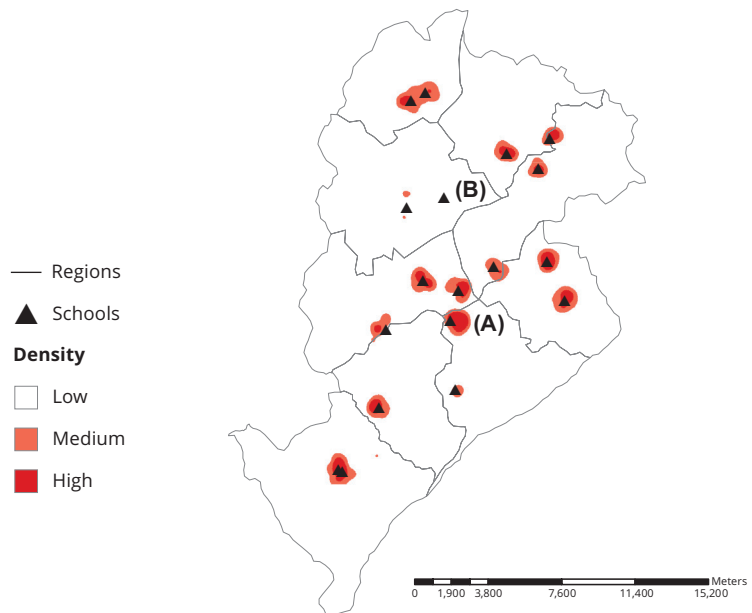 (B)
(A)
Regions
Schools
Density
Low
Medium
High
Meters
0 1,900 3,800 7,600 11,400 15,200